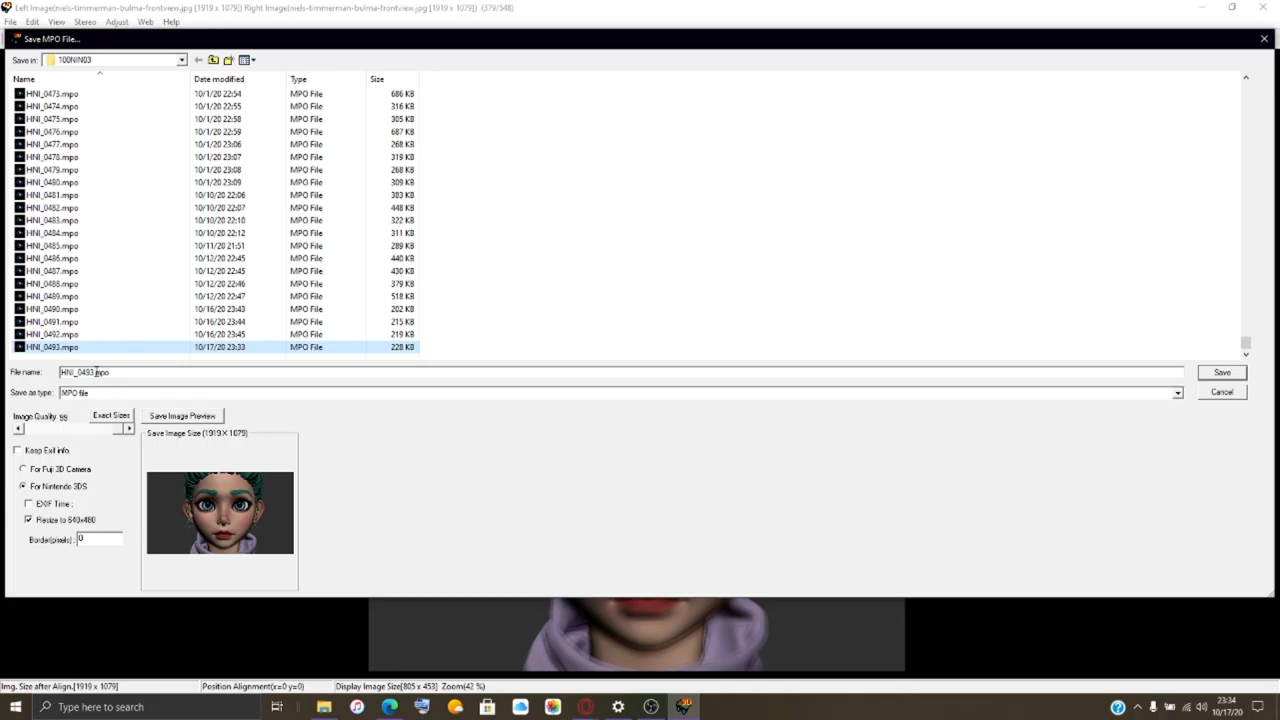 Left Image(niels-timmerman-bulma-frontview.jpg [1919 x 1079]) Right Image(niels-timmerman-bulma-frontview.jpg [1919 x 1079]) (379/548)
File Edit View Stereo Adjust Web Help
Save MPO File...
Save in: 100NIN03
Name Date modified Type Size
HNI_0473.mpo 10/1/20 22:54 MPO File 686 KB
HNI_0474.mpo 10/1/20 22:55 MPO File 316 KB
HNI_0475.mpo 10/1/20 22:58 MPO File 305 KB
HNI_0476.mpo 10/1/20 22:59 MPO File 687 KB
HNI_0477.mpo 10/1/20 23:06 MPO File 268 KB
HNI_0478.mpo 10/1/20 23:07 MPO File 319 KB
HNI_0479.mpo 10/1/20 23:08 MPO File 268 KB
HNI_0480.mpo 10/1/20 23:09 MPO File 309 KB
HNI_0481.mpo 10/10/20 22:06 MPO File 383 KB
HNI_0482.mpo 10/10/20 22:07 MPO File 448 KB
HNI_0483.mpo 10/10/20 22:10 MPO File 322 KB
HNI_0484.mpo 10/10/20 22:12 MPO File 311 KB
HNI_0485.mpo 10/11/20 21:51 MPO File 289 KB
HNI_0486.mpo 10/12/20 22:45 MPO File 440 KB
HNI_0487.mpo 10/12/20 22:45 MPO File 430 KB
HNI_0488.mpo 10/12/20 22:46 MPO File 379 KB
HNI_0489.mpo 10/12/20 22:47 MPO File 518 KB
HNI_0490.mpo 10/16/20 23:43 MPO File 202 KB
HNI_0491.mpo 10/16/20 23:44 MPO File 215 KB
HNI_0492.mpo 10/16/20 23:45 MPO File 219 KB
HNI_0493.mpo 10/17/20 23:33 MPO File 228 KB
File name: HNI_0493.mpo Save
Save as type: MPO file Cancel
Image Quality: 99 Exact Sizes Save Image Preview
Save Image Size (1919×1079)
Keep Exif info.
For Fuji 3D Camera
For Nintendo 3DS
EXIF Time :
Resize to 640x480
Border(pixels) : 0
Img. Size after Align.[1919 x 1079] Position Alignment(x=0 y=0) Display Image Size[805 x 453] Zoom(42 %)
Type here to search
23:34
10/17/20